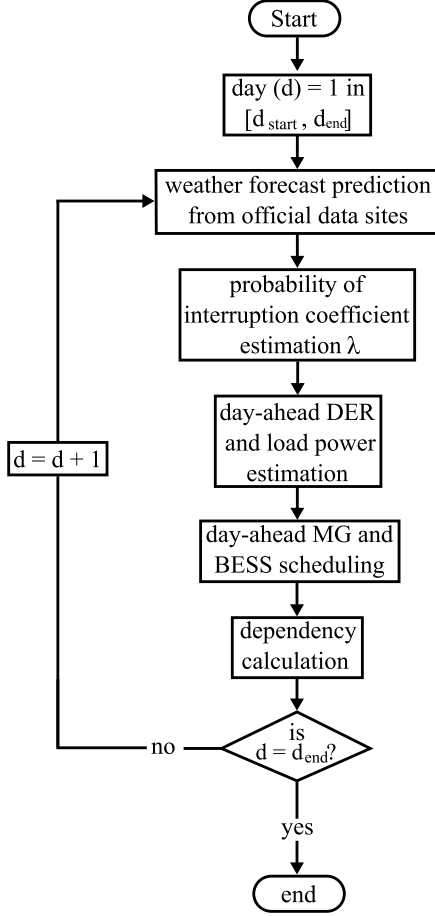 Start
day (d) = 1 in
[d start , d end]
weather forecast prediction
from official data sites
probability of
interruption coefficient
estimation λ
day-ahead DER
and load power
estimation
d = d + 1
day-ahead MG and
BESS scheduling
dependency
calculation
is
d = d end?
no
yes
end